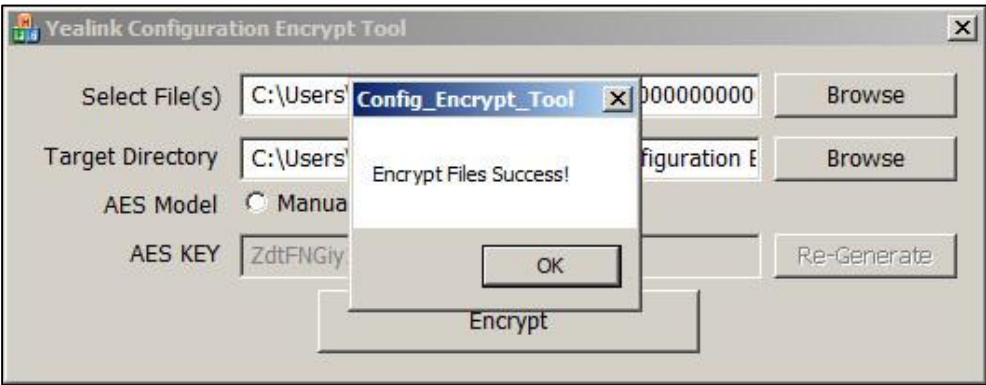 Yealink Configuration Encrypt Tool
Select File(s) C:\Users\ 000000000 Browse
Config_Encrypt_Tool
Target Directory C:\Users\ figuration E Browse
Encrypt Files Success!
AES Model Manua
AES KEY ZdtFNGiy Re-Generate
OK
Encrypt